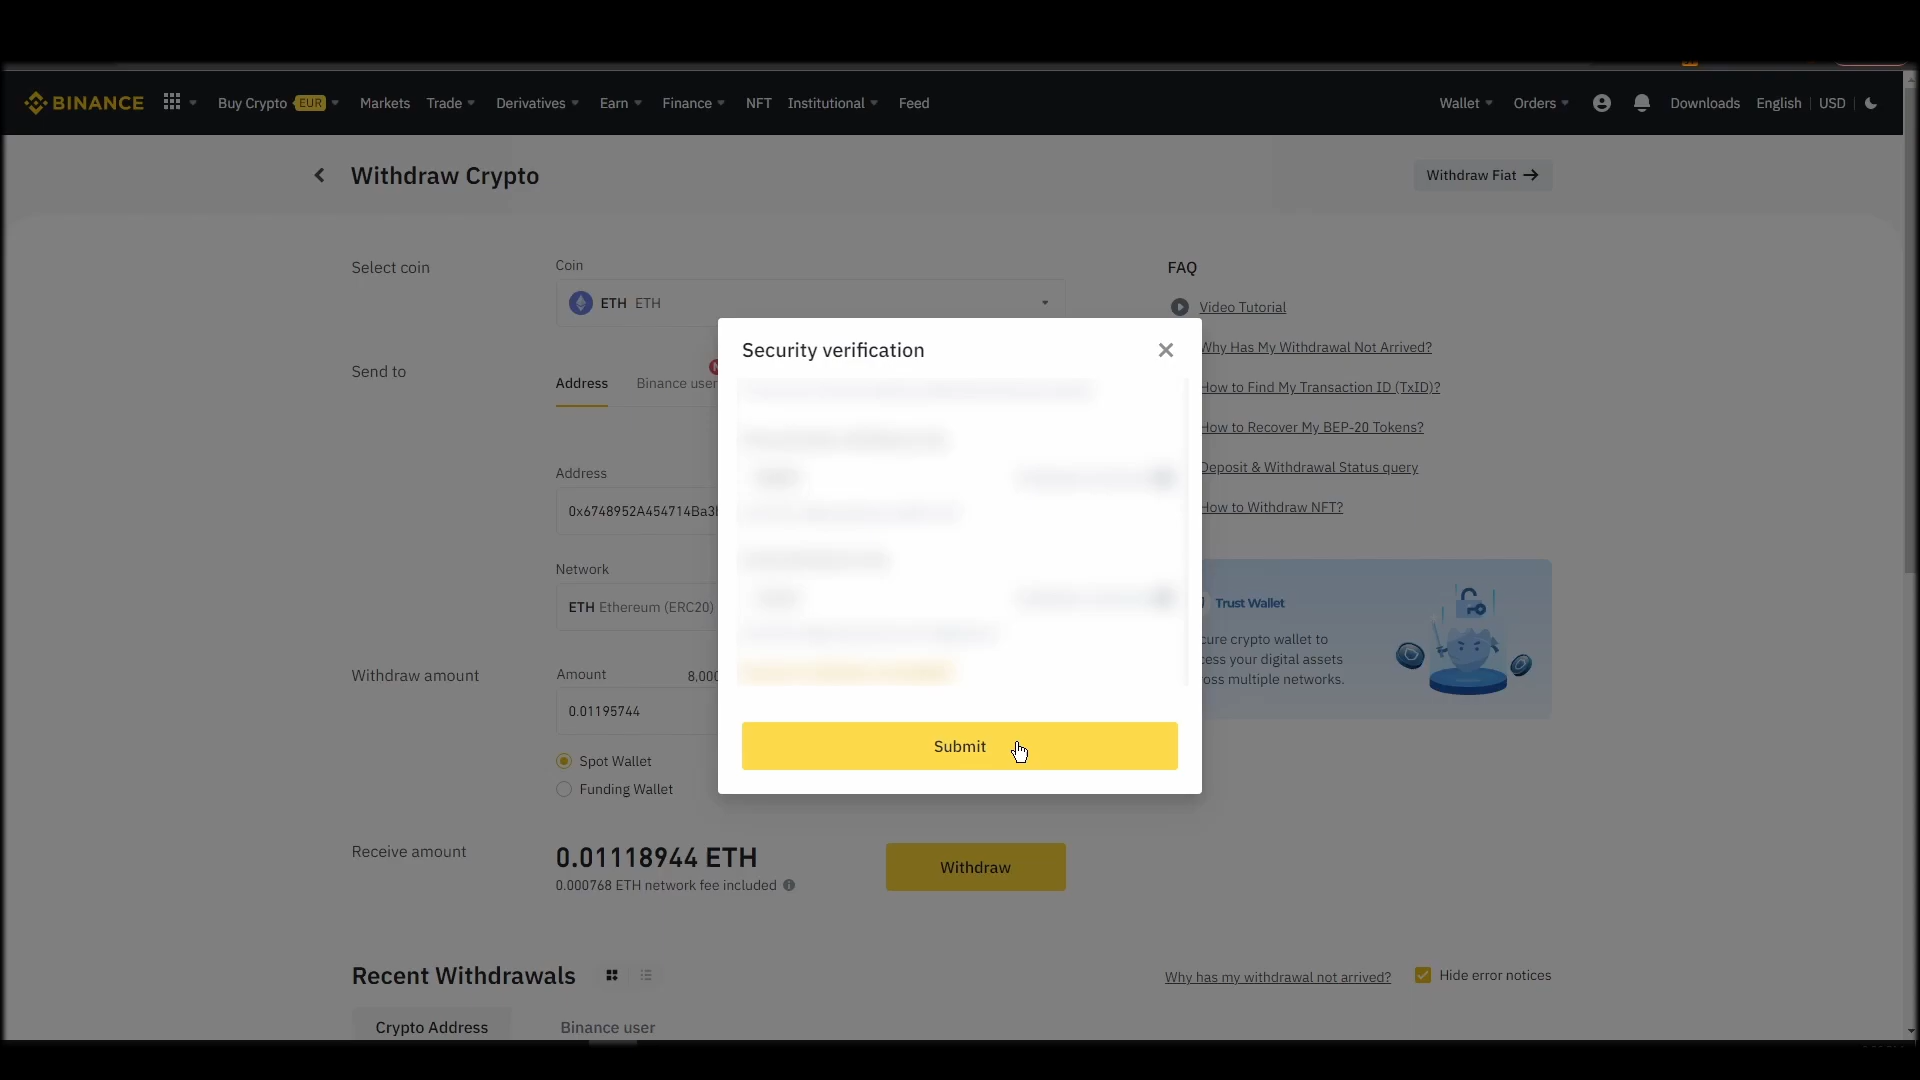 BINANCE Buy Crypto EUR Markets Trade Derivatives Earn Finance NFT Institutional Feed Wallet Orders Downloads English USD
Withdraw Crypto
Withdraw Fiat
Select coin
Coin
ETH ETH
FAQ
Video Tutorial
Why Has My Withdrawal Not Arrived?
How to Find My Transaction ID (TxID)?
How to Recover My BEP-20 Tokens?
Deposit & Withdrawal Status query
How to Withdraw NFT?
Security verification
Send to
Address Binance user
Address
0x6748952A454714Ba3
Network
ETH Ethereum (ERC20)
Trust Wallet
cure crypto wallet to
cess your digital assets
oss multiple networks.
Withdraw amount
Amount 8,000
0.01195744
Submit
Spot Wallet
Funding Wallet
Receive amount
0.01118944 ETH
0.000768 ETH network fee included
Withdraw
Recent Withdrawals
Why has my withdrawal not arrived?
Hide error notices
Crypto Address Binance user